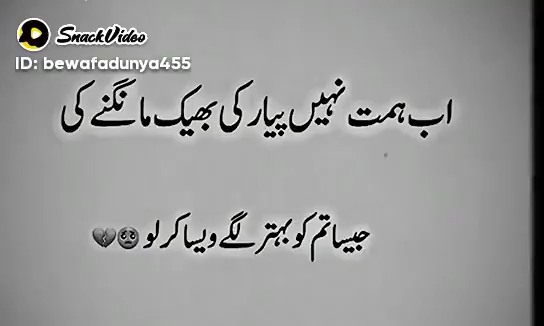 SnackVideo
ID: bewafadunya455
اب ہمت نہیں پیار کی بھیک مانگنے کی
جیسا تم کو بہتر لگے ویسا کر لو 🥺💔